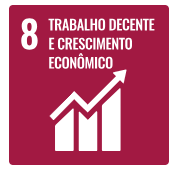 8 TRABALHO DECENTE
E CRESCIMENTO
ECONÔMICO